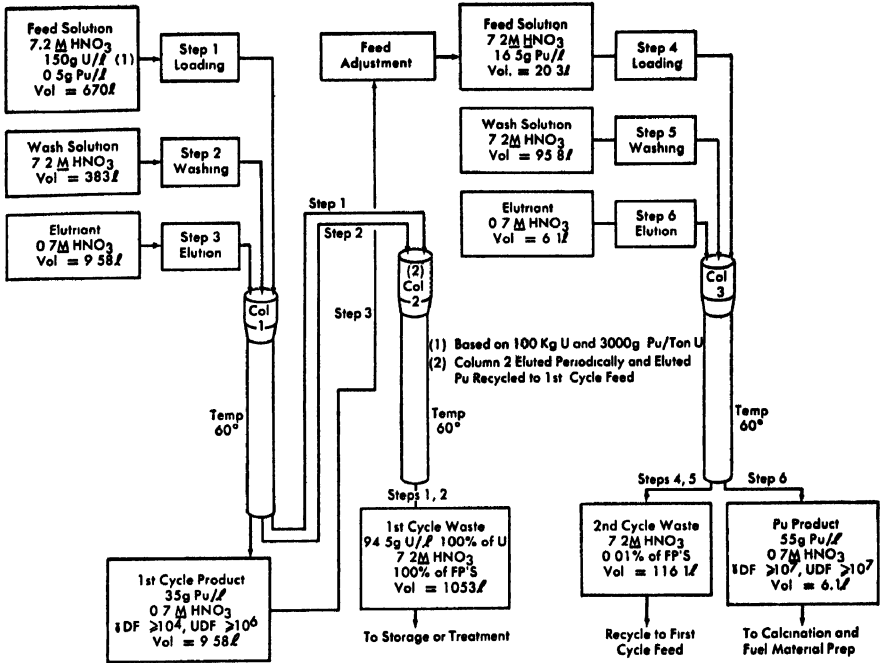 Feed Solution
7.2M HNO3
150g U/ℓ (1)
0 5g Pu/ℓ
Vol = 670ℓ
Step 1
Loading
Wash Solution
7 2 M HNO3
Vol = 383ℓ
Step 2
Washing
Elutriant
0 7M HNO3
Vol = 9 58ℓ
Step 3
Elution
Col
1
Temp
60°
1st Cycle Product
35g Pu/ℓ
0 7 M HNO3
ɣDF ≥10⁴, UDF ≥10⁶
Vol = 9 58ℓ
Step 1
Step 2
Step 3
Feed
Adjustment
(2)
Col
2
Temp
60°
Steps 1, 2
1st Cycle Waste
94 5g U/ℓ 100% of U
7 2M HNO3
100% of FP'S
Vol = 1053ℓ
To Storage or Treatment
(1) Based on 100 Kg U and 3000g Pu/Ton U
(2) Column 2 Eluted Periodically and Eluted
Pu Recycled to 1st Cycle Feed
Feed Solution
7 2M HNO3
16 5g Pu/ℓ
Vol. = 20 3ℓ
Step 4
Loading
Wash Solution
7 2M HNO3
Vol = 95 8ℓ
Step 5
Washing
Elutriant
0 7M HNO3
Vol = 6 1ℓ
Step 6
Elution
Col
3
Temp
60°
Steps 4, 5
Step 6
2nd Cycle Waste
7 2M HNO3
0 01% of FP'S
Vol = 116 1ℓ
Recycle to First
Cycle Feed
Pu Product
55g Pu/ℓ
0 7M HNO3
ɣDF ≥10⁷, UDF ≥10⁷
Vol = 6.1ℓ
To Calcination and
Fuel Material Prep